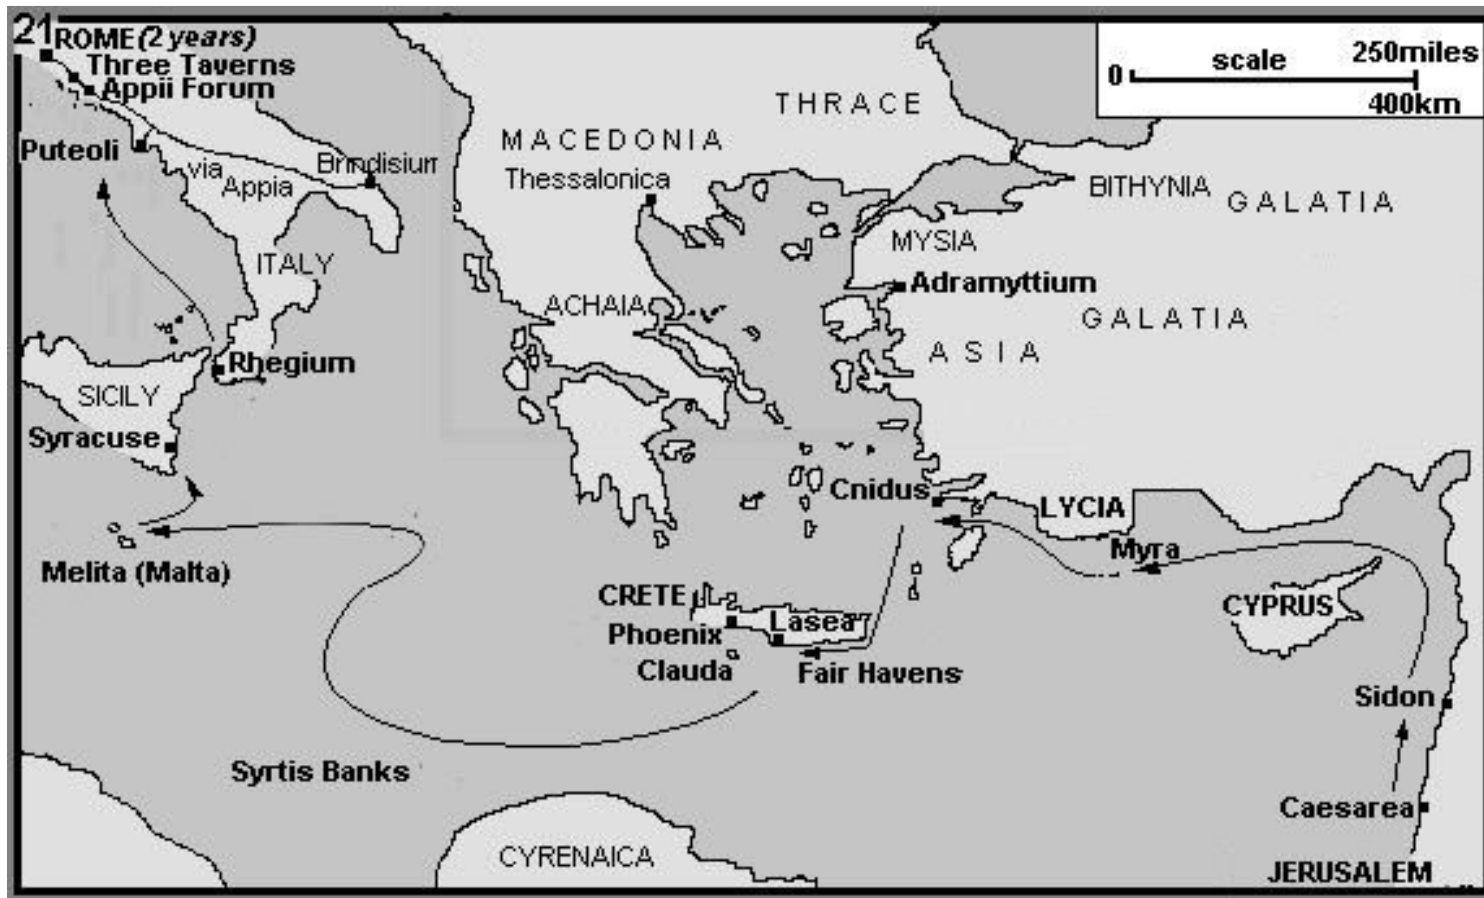 21
ROME (2 years)
Three Taverns
Appii Forum
scale
250miles
0
400km
THRACE
MACEDONIA
Puteoli
via
Appia
Brindisium
Thessalonica
BITHYNIA
GALATIA
MYSIA
ITALY
Adramyttium
ACHAIA
GALATIA
ASIA
Rhegium
SICILY
Syracuse
Cnidus
LYCIA
Myra
Melita (Malta)
CRETE
Lasea
CYPRUS
Phoenix
Clauda
Fair Havens
Sidon
Syrtis Banks
Caesarea
CYRENAICA
JERUSALEM